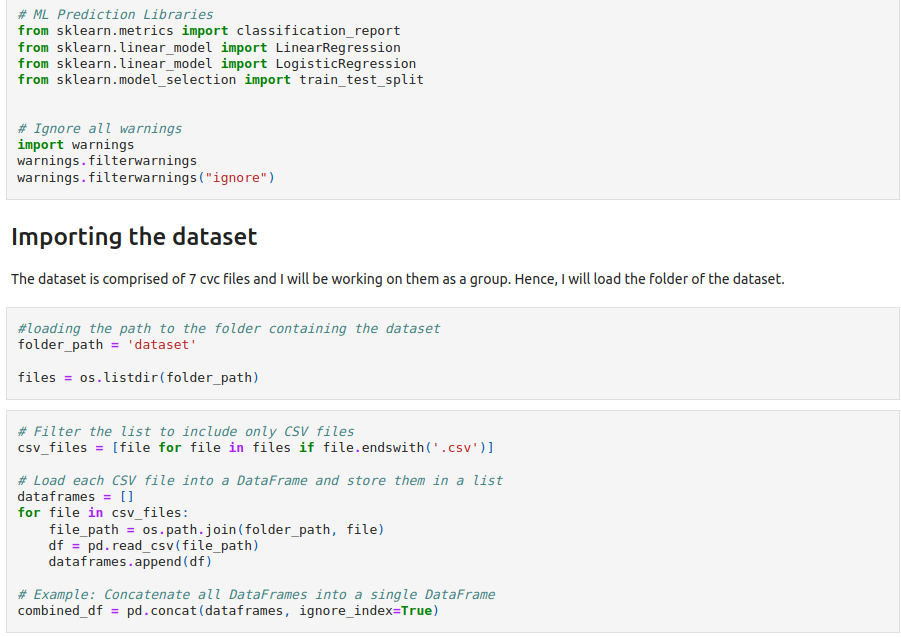 # ML Prediction Libraries
from sklearn.metrics import classification_report
from sklearn.linear_model import LinearRegression
from sklearn.linear_model import LogisticRegression
from sklearn.model_selection import train_test_split
# Ignore all warnings
import warnings
warnings.filterwarnings
warnings.filterwarnings("ignore")
Importing the dataset
The dataset is comprised of 7 cvc files and I will be working on them as a group. Hence, I will load the folder of the dataset.
#loading the path to the folder containing the dataset
folder_path = 'dataset'
files = os.listdir(folder_path)
# Filter the list to include only CSV files
csv_files = [file for file in files if file.endswith('.csv')]
# Load each CSV file into a DataFrame and store them in a list
dataframes = []
for file in csv_files:
    file_path = os.path.join(folder_path, file)
    df = pd.read_csv(file_path)
    dataframes.append(df)
# Example: Concatenate all DataFrames into a single DataFrame
combined_df = pd.concat(dataframes, ignore_index=True)